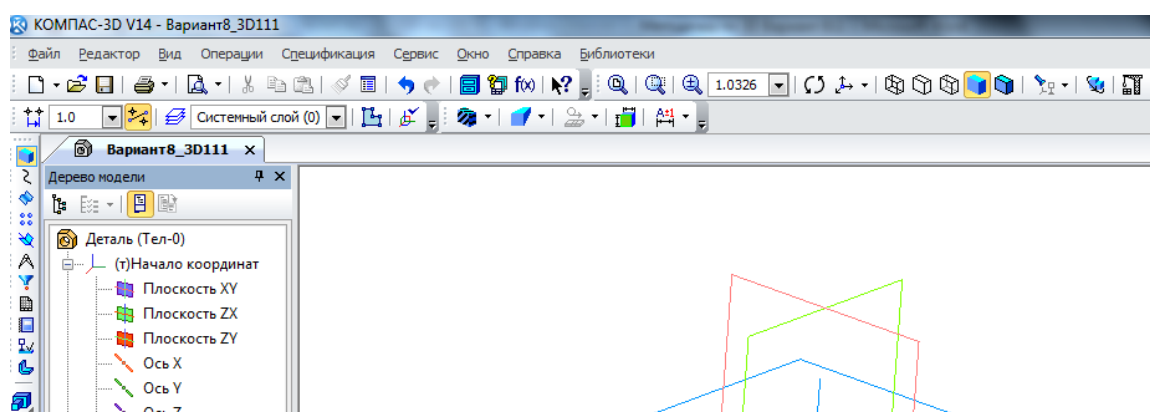 КОМПАС-3D V14 - Вариант8_3D111
Файл Редактор Вид Операции Спецификация Сервис Окно Справка Библиотеки
f(x) 1.0326
1.0 Системный слой (0)
Вариант8_3D111
Дерево модели
Деталь (Тел-0)
(т)Начало координат
Плоскость XY
Плоскость ZX
Плоскость ZY
Ось X
Ось Y
Ось Z